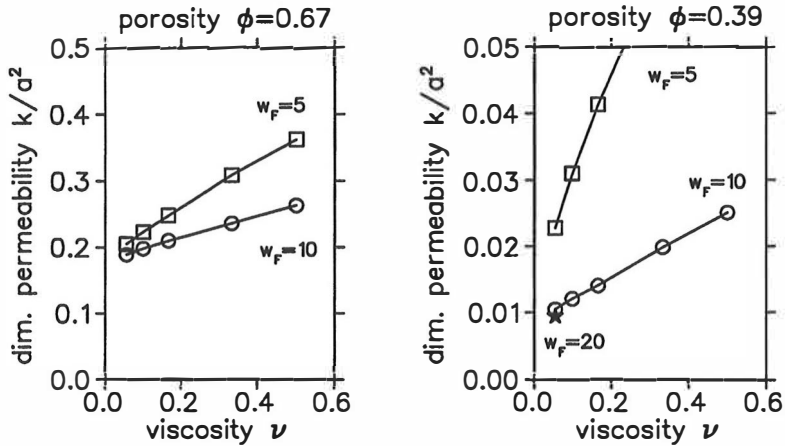 porosity ϕ=0.67
dim. permeability k/a²
0.5
0.4
0.3
0.2
0.1
0.0
w_F=5
w_F=10
0.0 0.2 0.4 0.6
viscosity ν
porosity ϕ=0.39
dim. permeability k/a²
0.05
0.04
0.03
0.02
0.01
0.00
w_F=5
w_F=10
w_F=20
0.0 0.2 0.4 0.6
viscosity ν